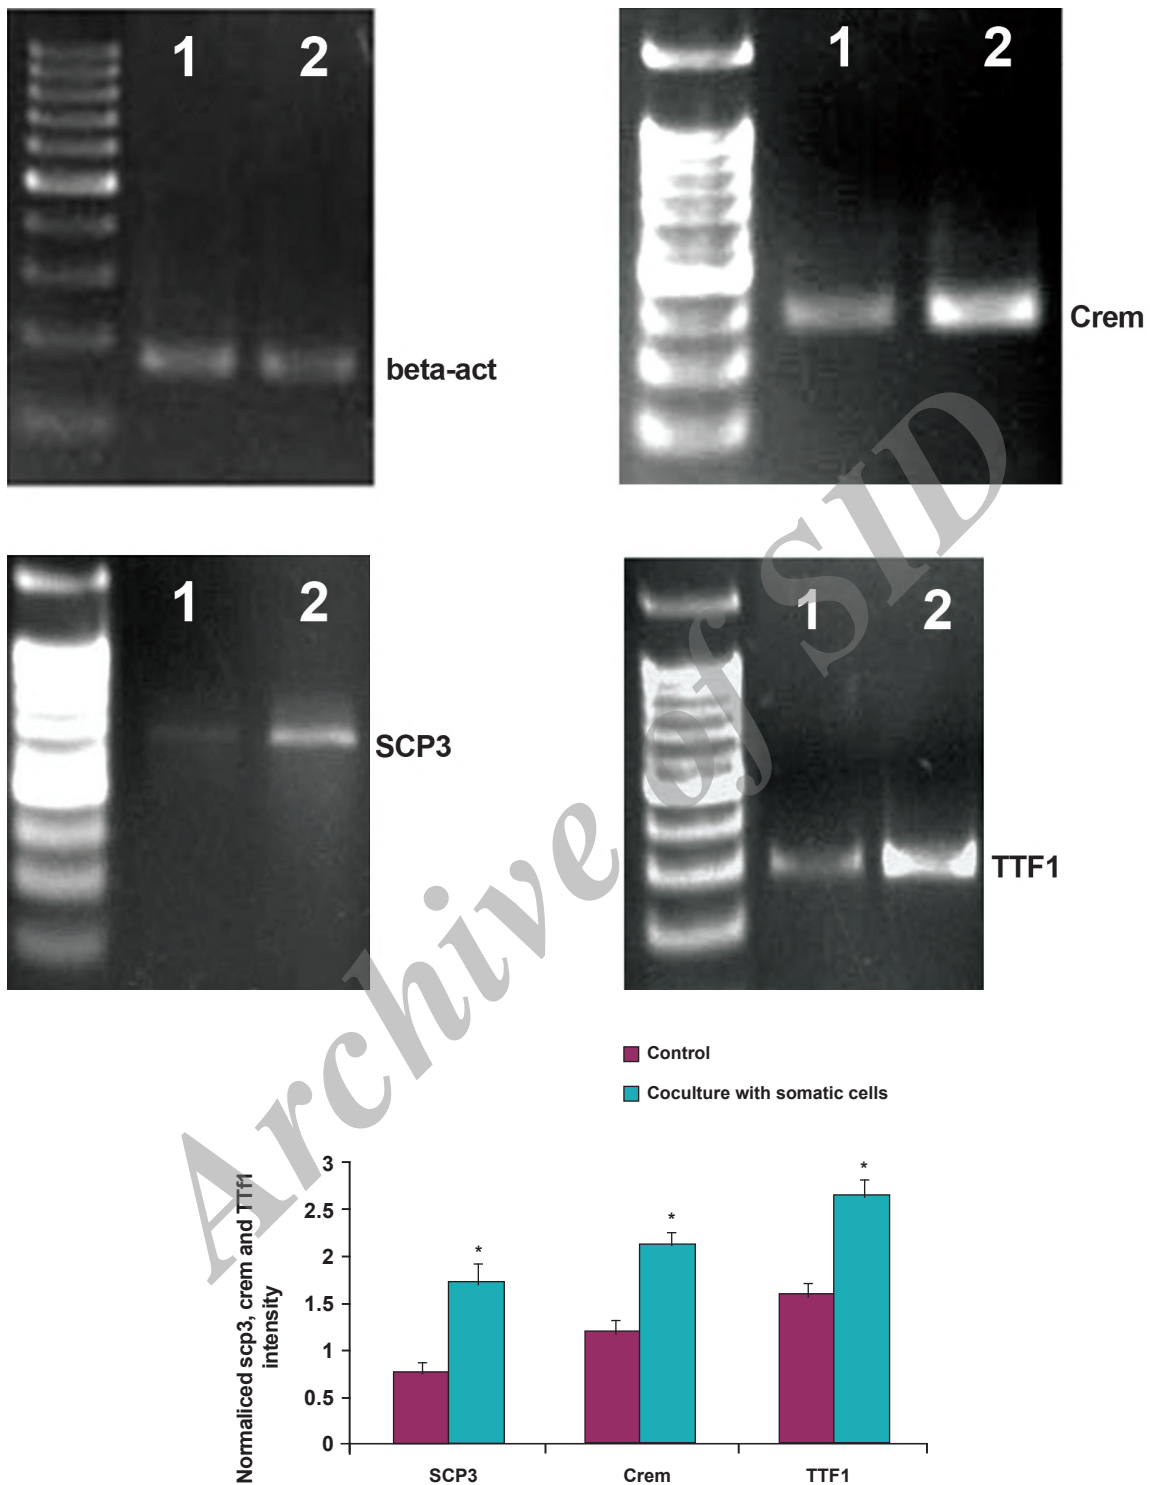 1 2
beta-act
1 2
Crem
1 2
SCP3
1 2
TTF1
Archive of SID
Control
Coculture with somatic cells
Normaliced scp3, crem and TTf1
intensity
3
2.5
2
1.5
1
0.5
0
*
*
*
SCP3 Crem TTF1